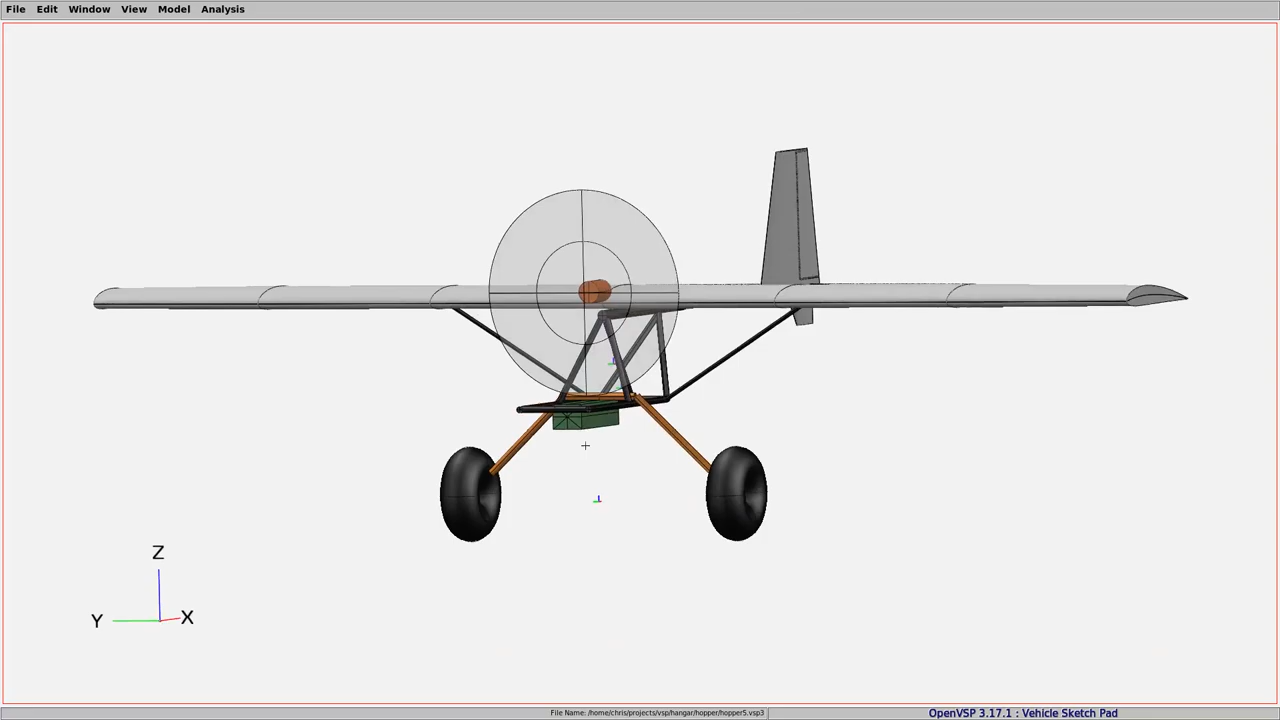 File Edit Window View Model Analysis
Z
Y
X
File Name: /home/chris/projects/vsp/hangar/hopper/hopper5.vsp3
OpenVSP 3.17.1 : Vehicle Sketch Pad